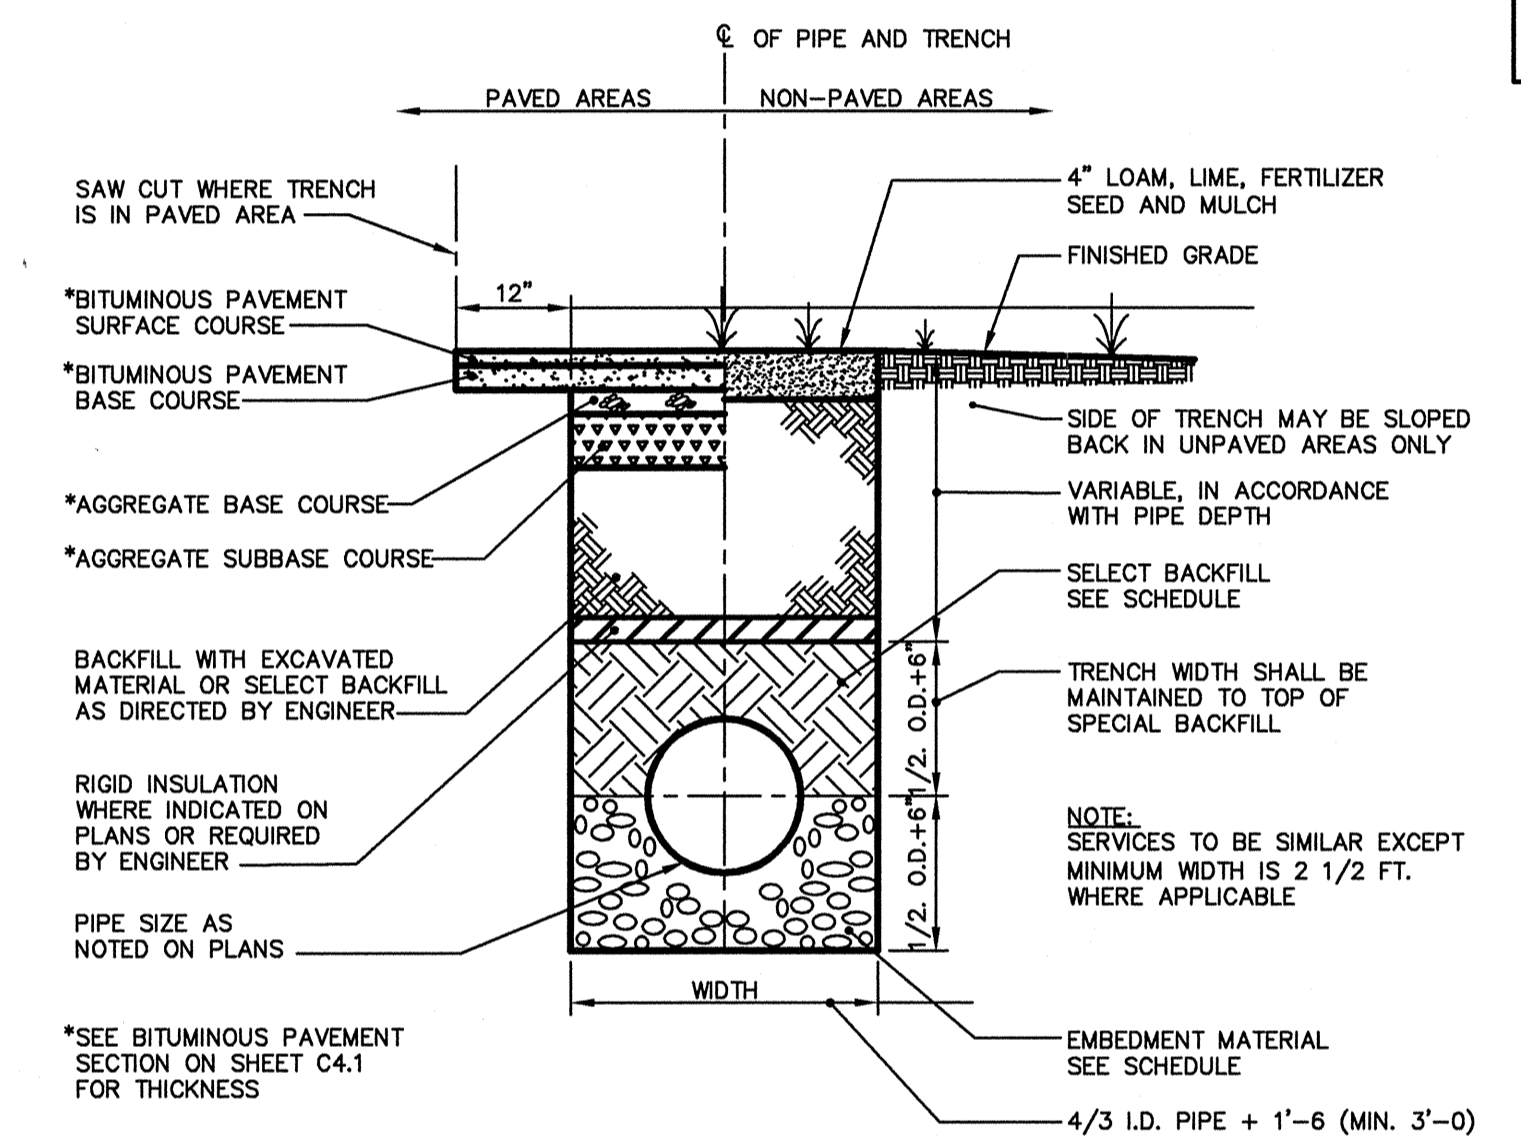 ℄ OF PIPE AND TRENCH
PAVED AREAS
NON-PAVED AREAS
SAW CUT WHERE TRENCH
IS IN PAVED AREA
12"
*BITUMINOUS PAVEMENT
SURFACE COURSE
*BITUMINOUS PAVEMENT
BASE COURSE
*AGGREGATE BASE COURSE
*AGGREGATE SUBBASE COURSE
BACKFILL WITH EXCAVATED
MATERIAL OR SELECT BACKFILL
AS DIRECTED BY ENGINEER
RIGID INSULATION
WHERE INDICATED ON
PLANS OR REQUIRED
BY ENGINEER
PIPE SIZE AS
NOTED ON PLANS
*SEE BITUMINOUS PAVEMENT
SECTION ON SHEET C4.1
FOR THICKNESS
4" LOAM, LIME, FERTILIZER
SEED AND MULCH
FINISHED GRADE
SIDE OF TRENCH MAY BE SLOPED
BACK IN UNPAVED AREAS ONLY
VARIABLE, IN ACCORDANCE
WITH PIPE DEPTH
SELECT BACKFILL
SEE SCHEDULE
1/2. O.D.+6"
TRENCH WIDTH SHALL BE
MAINTAINED TO TOP OF
SPECIAL BACKFILL
1/2. O.D.+6"
NOTE:
SERVICES TO BE SIMILAR EXCEPT
MINIMUM WIDTH IS 2 1/2 FT.
WHERE APPLICABLE
WIDTH
EMBEDMENT MATERIAL
SEE SCHEDULE
4/3 I.D. PIPE + 1'-6 (MIN. 3'-0)